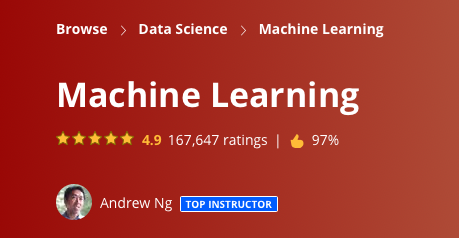 Browse > Data Science > Machine Learning
Machine Learning
4.9 167,647 ratings | 97%
Andrew Ng TOP INSTRUCTOR